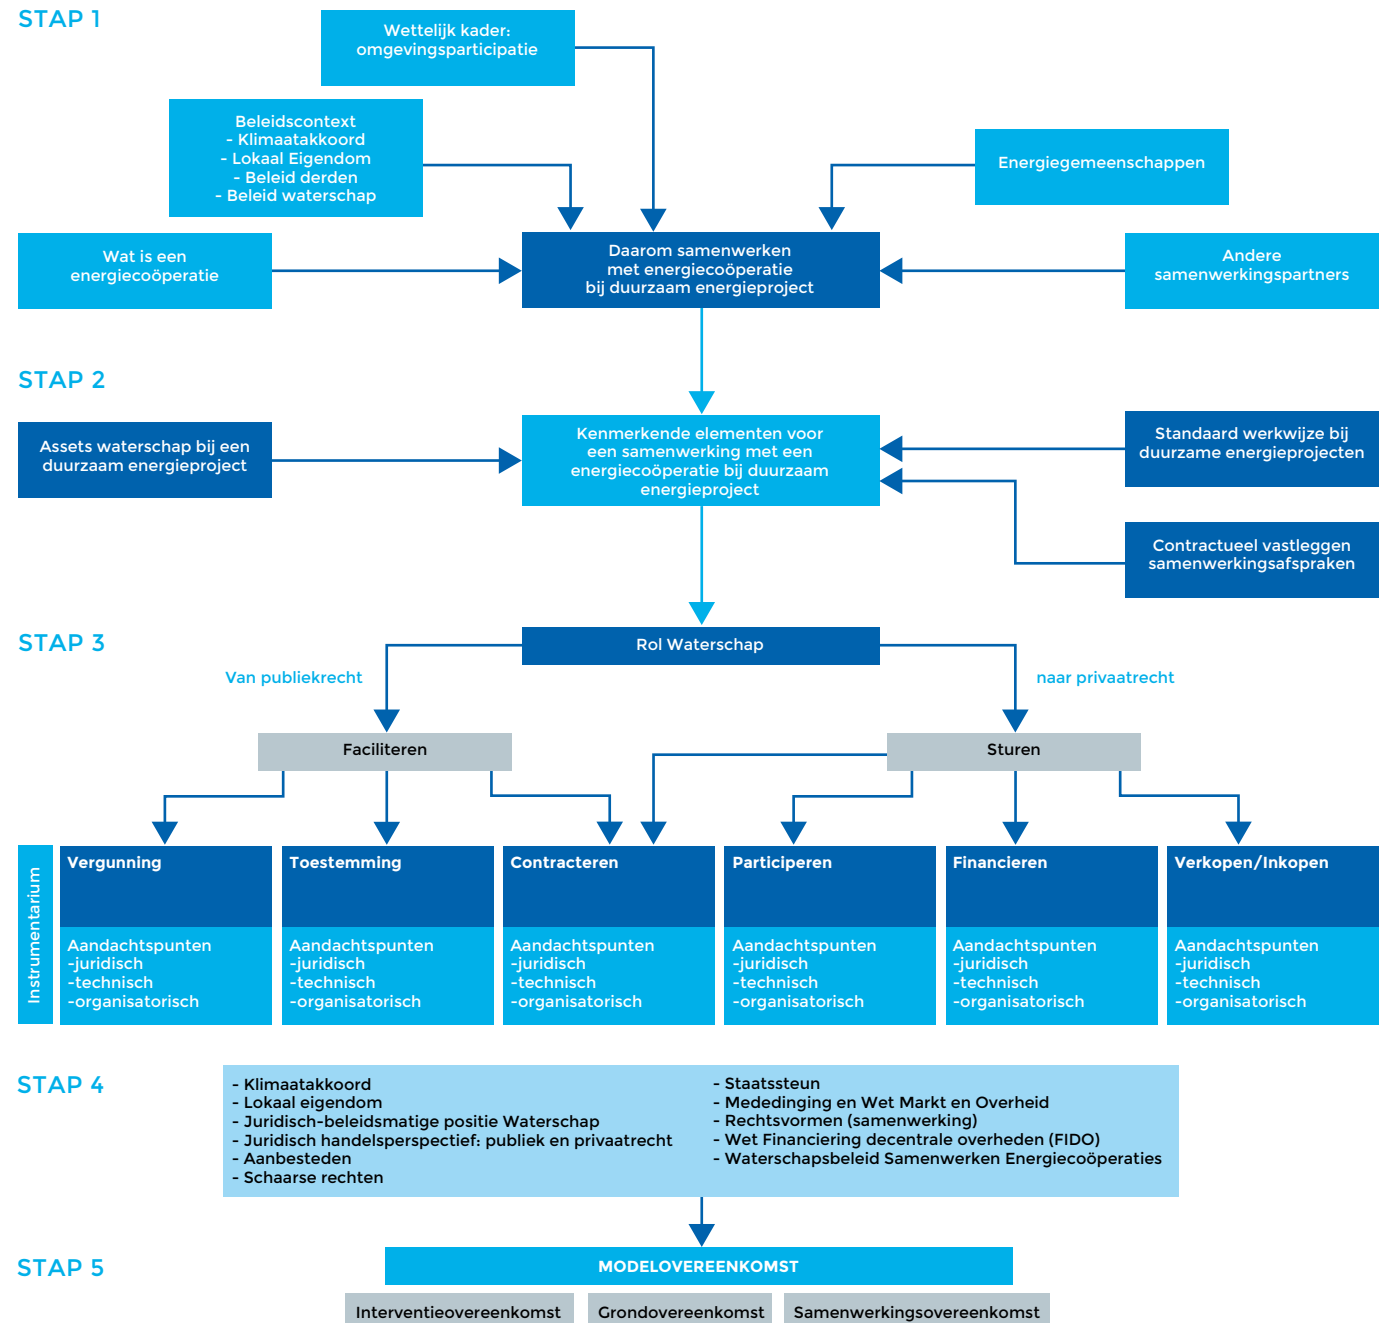 STAP 1
Wettelijk kader:
omgevingsparticipatie
Beleidscontext
- Klimaatakkoord
- Lokaal Eigendom
- Beleid derden
- Beleid waterschap
Energiegemeenschappen
Wat is een
energiecoöperatie
Daarom samenwerken
met energiecoöperatie
bij duurzaam energieproject
Andere
samenwerkingspartners
STAP 2
Assets waterschap bij een
duurzaam energieproject
Kenmerkende elementen voor
een samenwerking met een
energiecoöperatie bij duurzaam
energieproject
Standaard werkwijze bij
duurzame energieprojecten
Contractueel vastleggen
samenwerkingsafspraken
STAP 3
Rol Waterschap
Van publiekrecht
naar privaatrecht
Faciliteren
Sturen
Instrumentarium
Vergunning
Aandachtspunten
-juridisch
-technisch
-organisatorisch
Toestemming
Aandachtspunten
-juridisch
-technisch
-organisatorisch
Contracteren
Aandachtspunten
-juridisch
-technisch
-organisatorisch
Participeren
Aandachtspunten
-juridisch
-technisch
-organisatorisch
Financieren
Aandachtspunten
-juridisch
-technisch
-organisatorisch
Verkopen/Inkopen
Aandachtspunten
-juridisch
-technisch
-organisatorisch
STAP 4
- Klimaatakkoord
- Lokaal eigendom
- Juridisch-beleidsmatige positie Waterschap
- Juridisch handelsperspectief: publiek en privaatrecht
- Aanbesteden
- Schaarse rechten
- Staatssteun
- Mededinging en Wet Markt en Overheid
- Rechtsvormen (samenwerking)
- Wet Financiering decentrale overheden (FIDO)
- Waterschapsbeleid Samenwerken Energiecoöperaties
STAP 5
MODELOVEREENKOMST
Interventieovereenkomst
Grondovereenkomst
Samenwerkingsovereenkomst